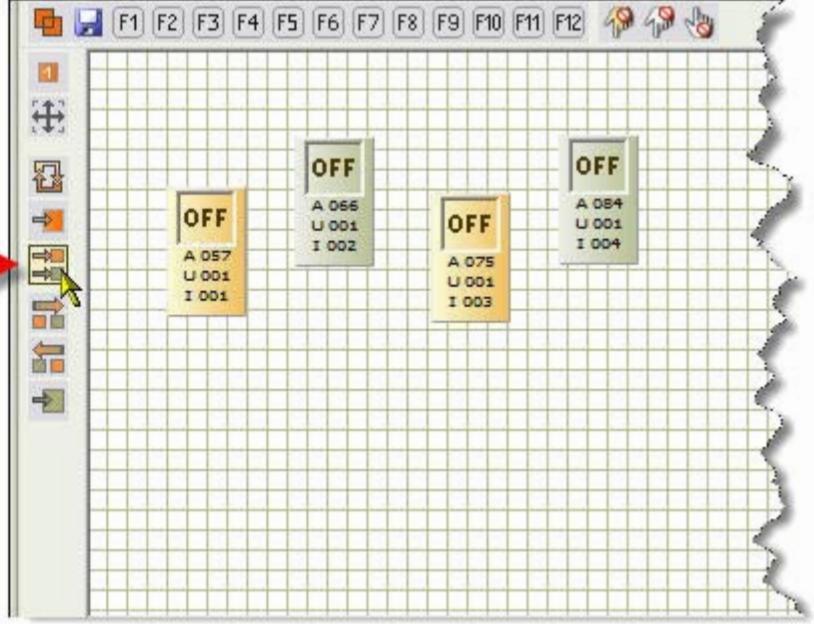 F1 F2 F3 F4 F5 F6 F7 F8 F9 F10 F11 F12
1
OFF
A 057
U 001
I 001
OFF
A 066
U 001
I 002
OFF
A 075
U 001
I 003
OFF
A 084
U 001
I 004